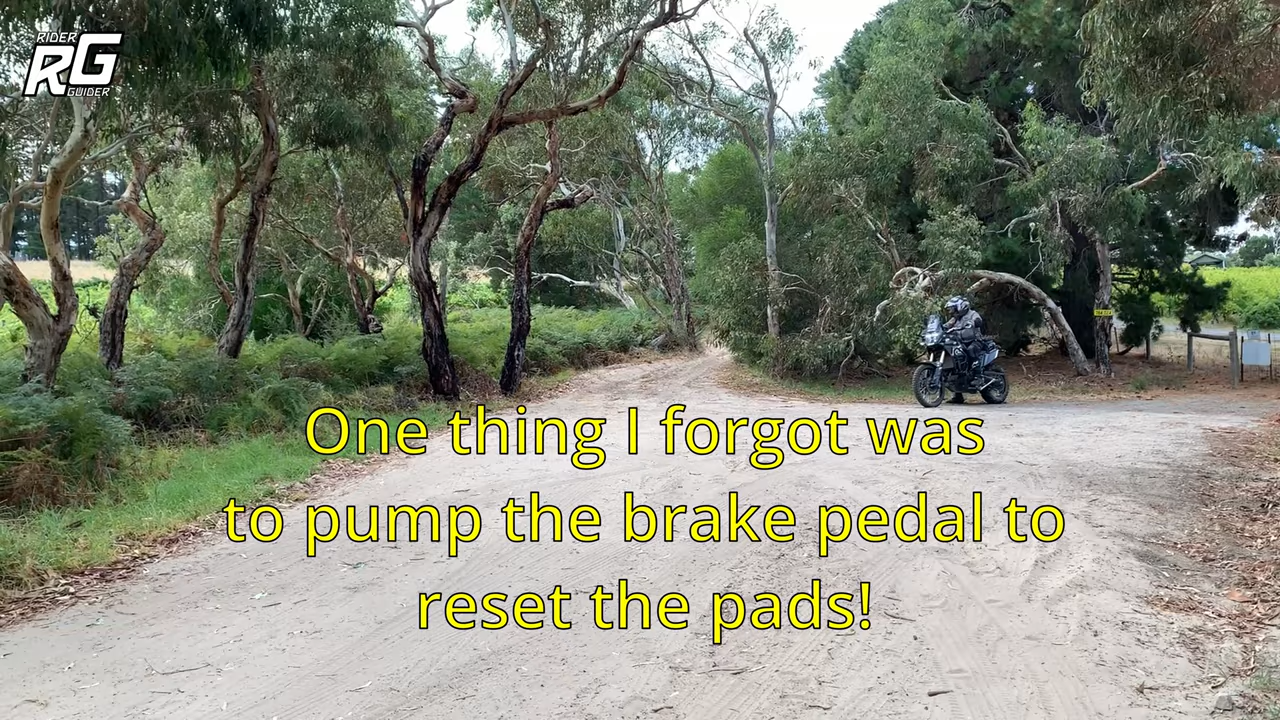 RIDER
RG
GUIDER
One thing I forgot was
to pump the brake pedal to
reset the pads!